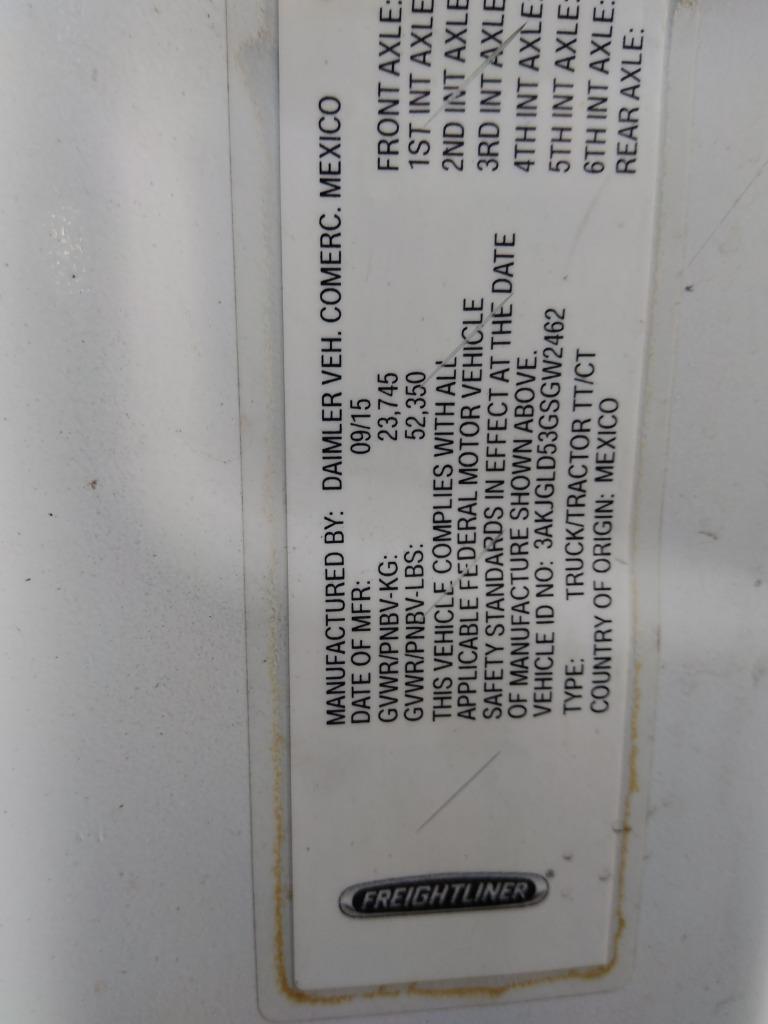 FREIGHTLINER
MANUFACTURED BY: DAIMLER VEH. COMERC. MEXICO
DATE OF MFR: 09/15
GVWR/PNBV-KG: 23,745
GVWR/PNBV-LBS: 52,350
THIS VEHICLE COMPLIES WITH ALL
APPLICABLE FEDERAL MOTOR VEHICLE
SAFETY STANDARDS IN EFFECT AT THE DATE
OF MANUFACTURE SHOWN ABOVE.
VEHICLE ID NO: 3AKJGLD53GSGW2462
TYPE: TRUCK/TRACTOR TT/CT
COUNTRY OF ORIGIN: MEXICO
FRONT AXLE:
1ST INT AXLE
2ND INT AXLE
3RD INT AXLE
4TH INT AXLE:
5TH INT AXLE:
6TH INT AXLE:
REAR AXLE: